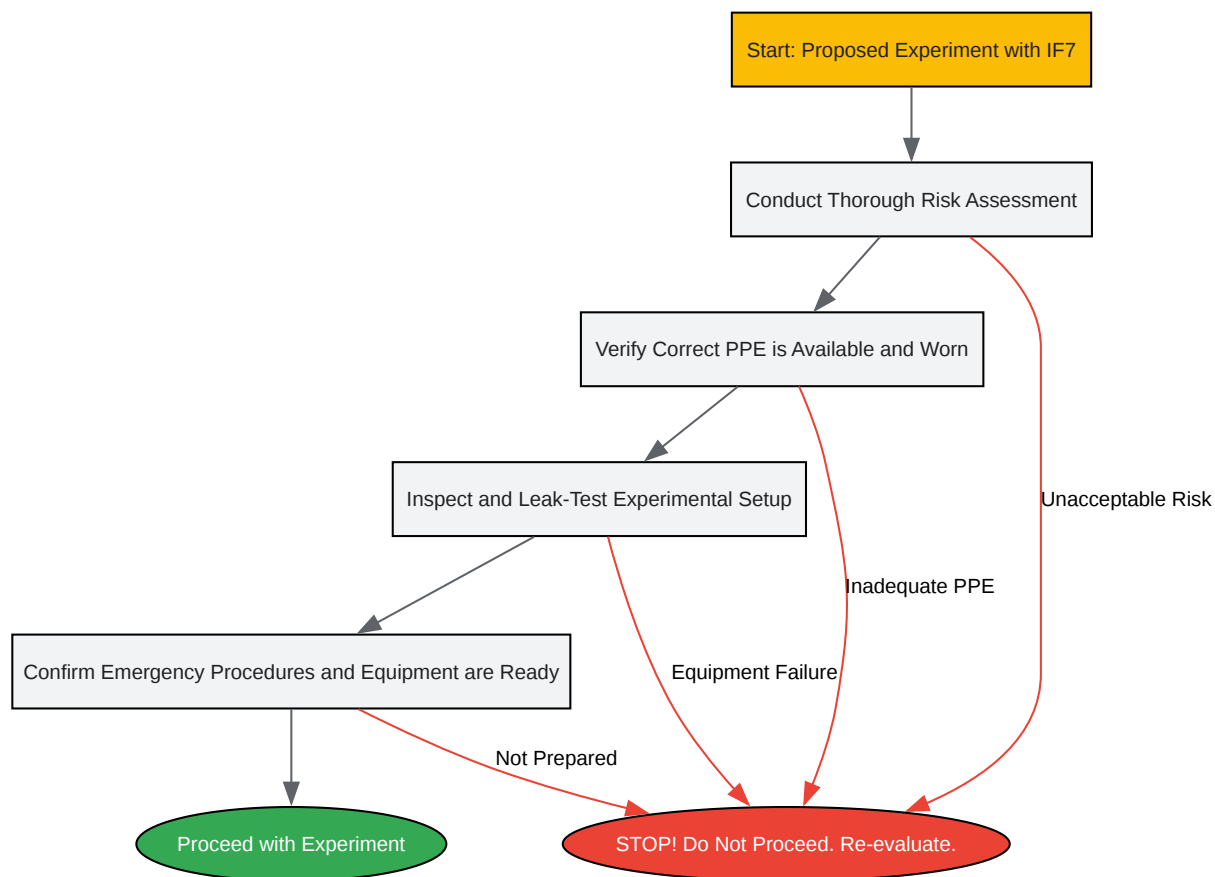 Start: Proposed Experiment with IF7
Conduct Thorough Risk Assessment
Verify Correct PPE is Available and Worn
Inspect and Leak-Test Experimental Setup
Unacceptable Risk
Inadequate PPE
Confirm Emergency Procedures and Equipment are Ready
Equipment Failure
Not Prepared
Proceed with Experiment
STOP! Do Not Proceed. Re-evaluate.